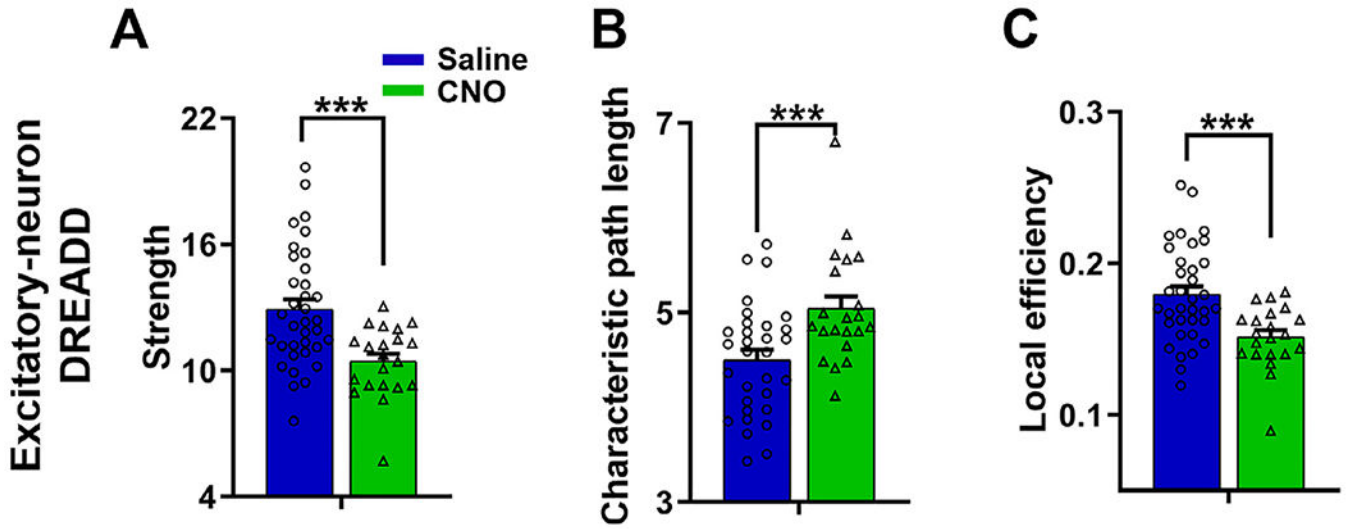 Excitatory-neuron
DREADD
A
Saline
CNO
***
Strength
22
16
10
4
B
***
Characteristic path length
7
5
3
C
***
Local efficiency
0.3
0.2
0.1